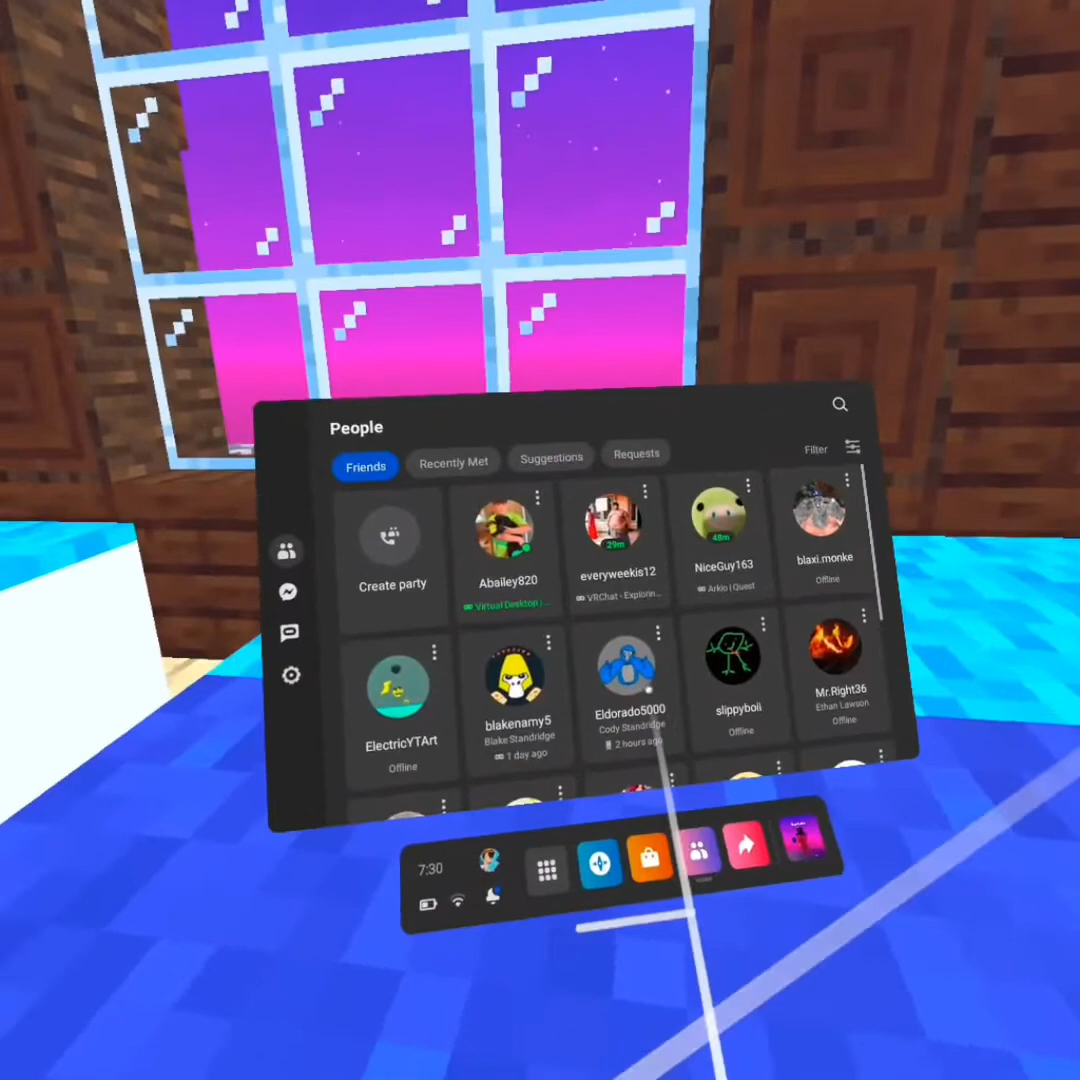 People
Friends
Recently Met
Suggestions
Requests
Filter
Create party
Abailey820
Virtual Desktop |...
29m
everyweekis12
VRChat - Explorin...
48m
NiceGuy163
Arkio | Quest
blaxi.monke
Offline
ElectricYTArt
Offline
blakenamy5
Blake Standridge
1 day ago
Eldorado5000
Cody Standridge
2 hours ago
slippyboii
Offline
Mr.Right36
Ethan Lawson
Offline
7:30